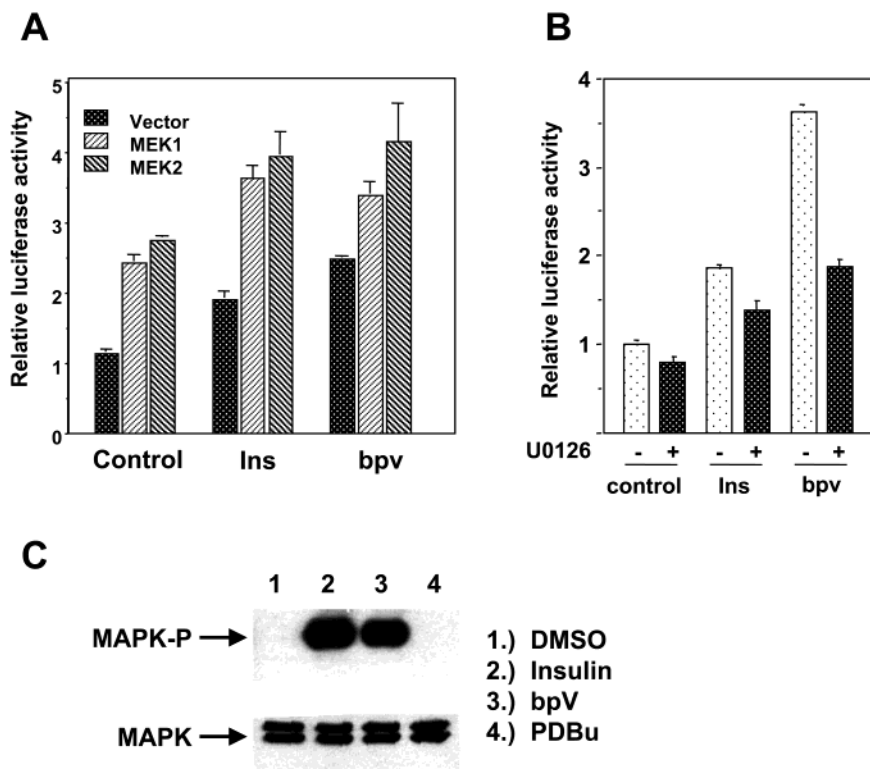 A
Relative luciferase activity
5
4
3
2
1
0
Vector
MEK1
MEK2
Control Ins bpv
B
Relative luciferase activity
4
3
2
1
U0126 - + - + - +
control Ins bpv
C
1 2 3 4
MAPK-P
MAPK
1.) DMSO
2.) Insulin
3.) bpV
4.) PDBu